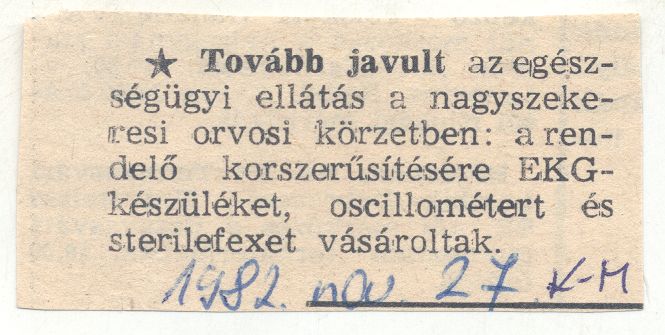 ★ Tovább javult az egész-
ségügyi ellátás a nagyszeke-
resi orvosi körzetben: a ren-
delő korszerűsítésére EKG-
készüléket, oscillométert és
sterilefexet vásároltak.
1982. nov. 27 K-M